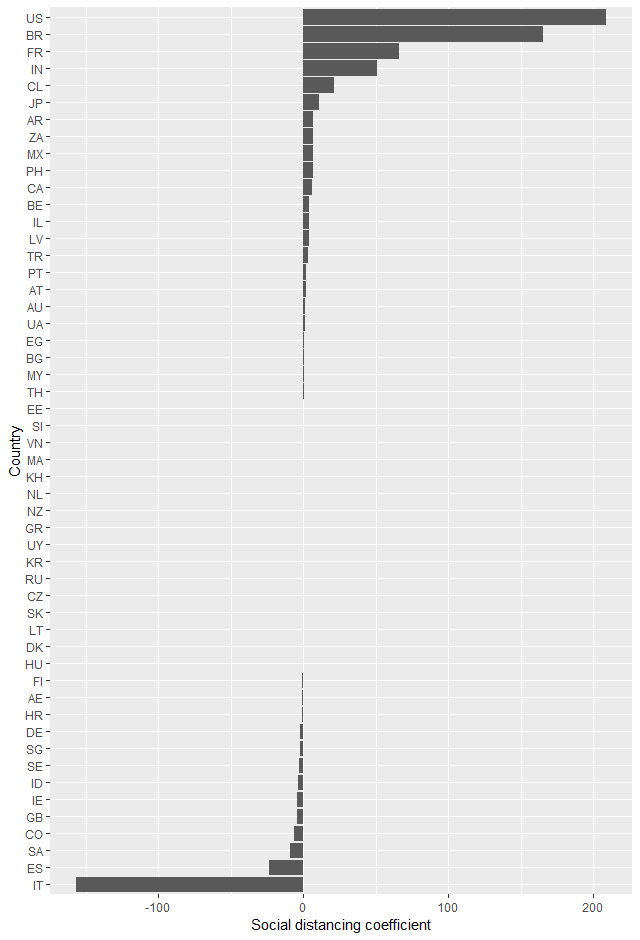 US
BR
FR
IN
CL
JP
AR
ZA
MX
PH
CA
BE
IL
LV
TR
PT
AT
AU
UA
EG
BG
MY
TH
EE
SI
VN
MA
KH
NL
NZ
GR
UY
KR
RU
CZ
SK
LT
DK
HU
FI
AE
HR
DE
SG
SE
ID
IE
GB
CO
SA
ES
IT
Country
-100 0 100 200
Social distancing coefficient